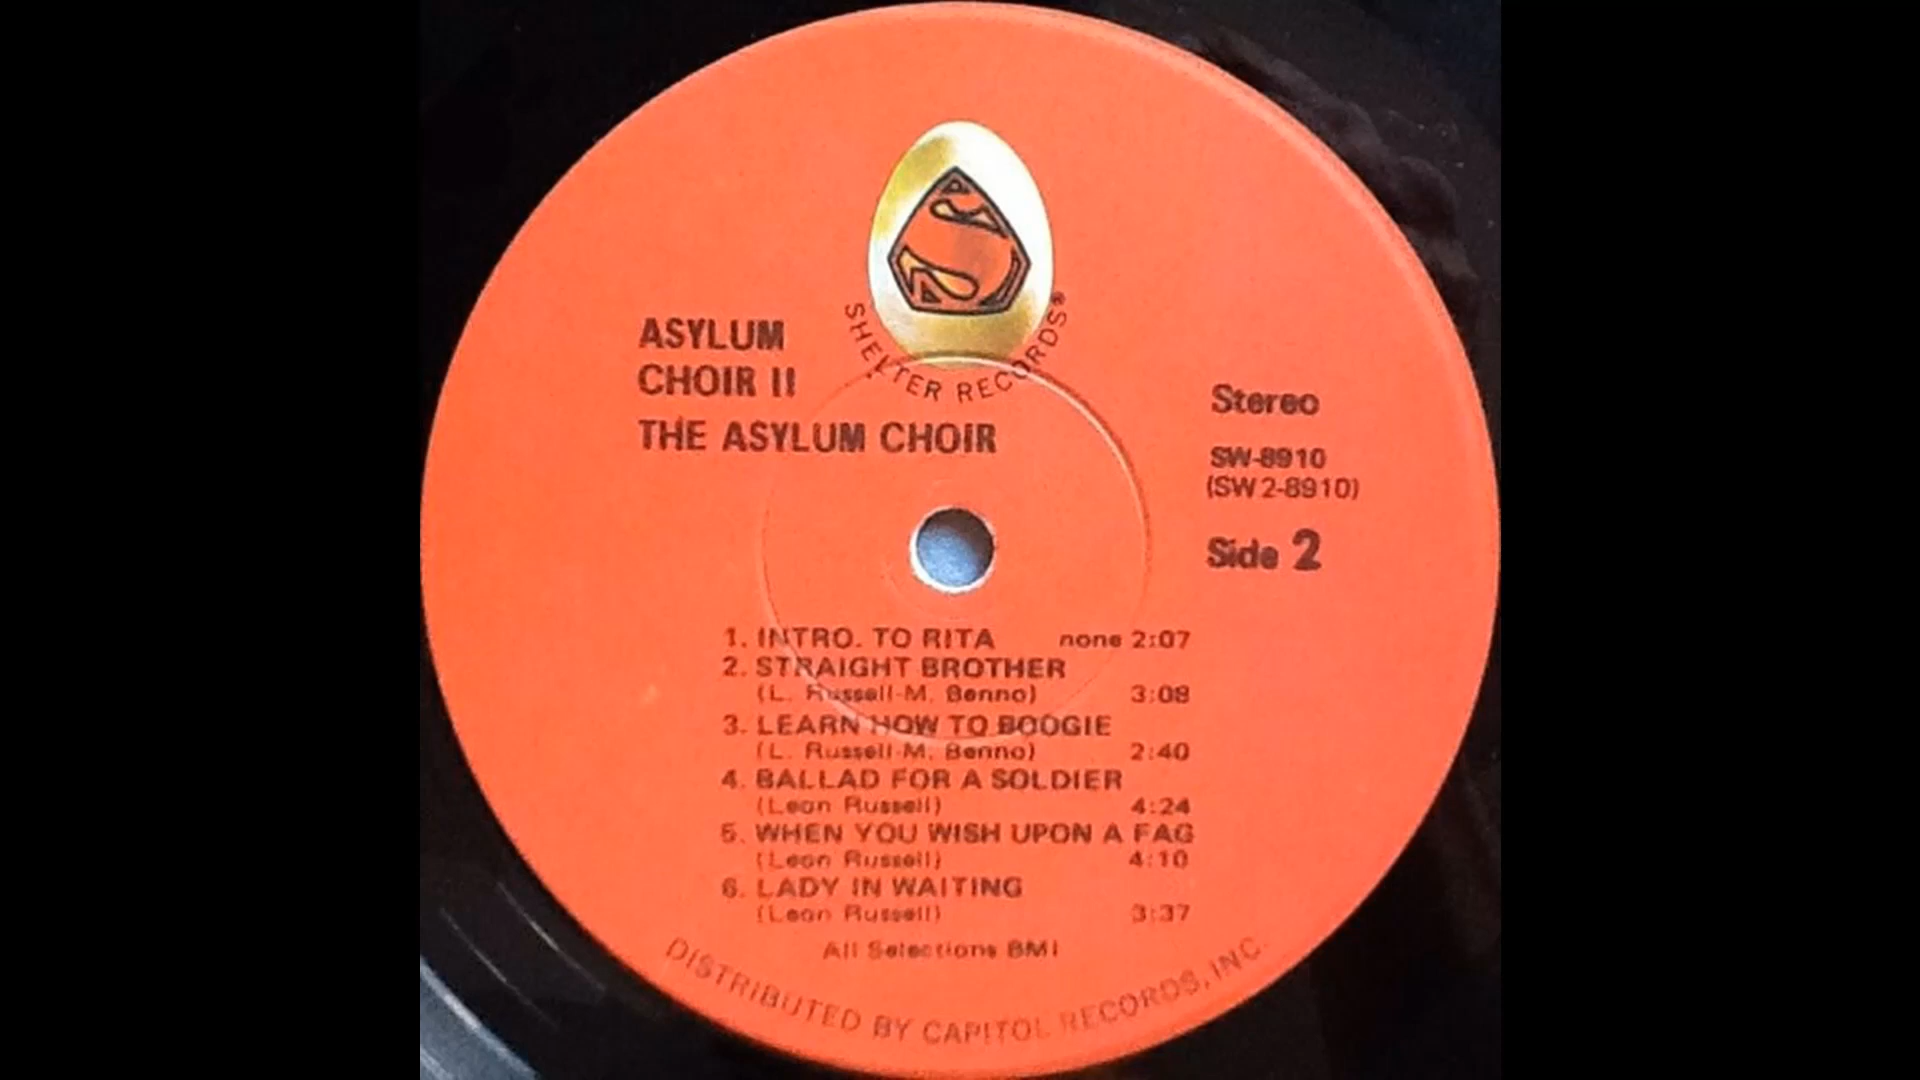 SHELTER RECORDS®
ASYLUM
CHOIR II
THE ASYLUM CHOIR
Stereo
SW-8910
(SW2-8910)
Side 2
1. INTRO. TO RITA none 2:07
2. STRAIGHT BROTHER
(L. Russell-M. Benno) 3:08
3. LEARN HOW TO BOOGIE
(L. Russell-M. Benno) 2:40
4. BALLAD FOR A SOLDIER
(Leon Russell) 4:24
5. WHEN YOU WISH UPON A FAG
(Leon Russell) 4:10
6. LADY IN WAITING
(Leon Russell) 3:37
All Selections BMI
DISTRIBUTED BY CAPITOL RECORDS, INC.